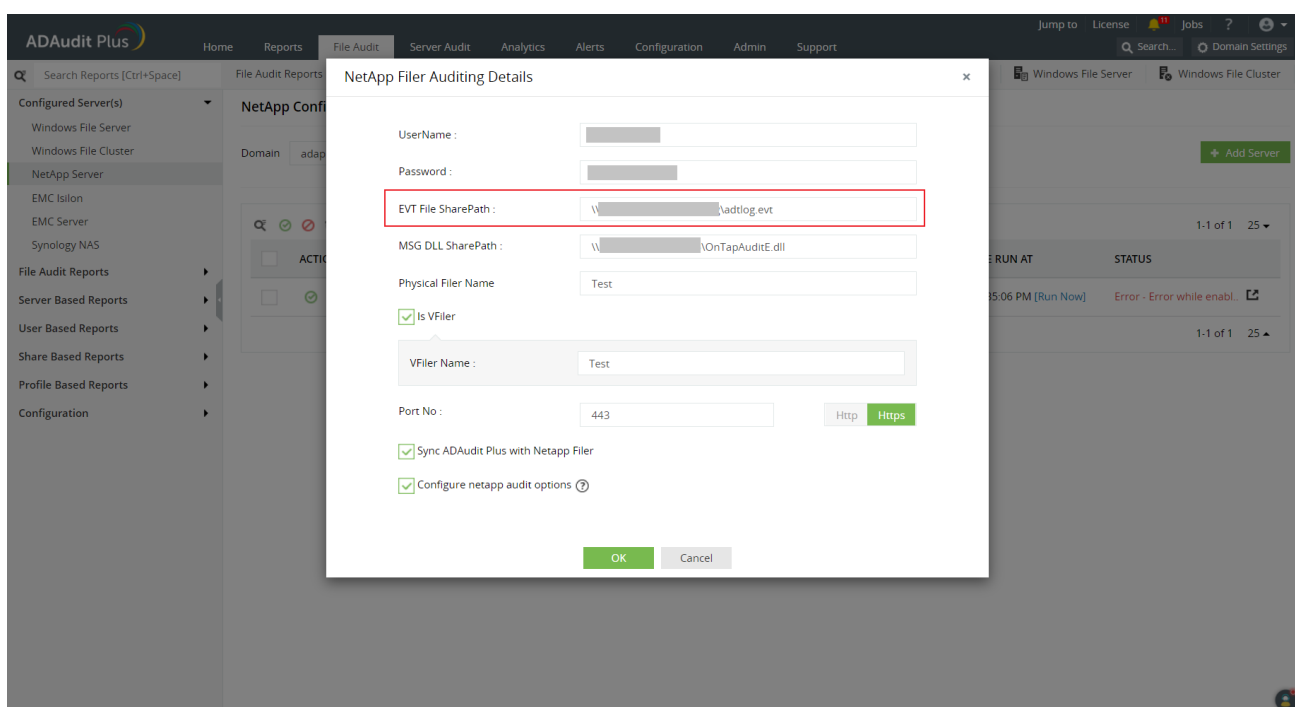 Jump to License 11 Jobs ?
ADAudit Plus
Home Reports File Audit Server Audit Analytics Alerts Configuration Admin Support
Search... Domain Settings
Search Reports [Ctrl+Space]
File Audit Reports
NetApp Filer Auditing Details ×
Windows File Server Windows File Cluster
Configured Server(s)
Windows File Server
Windows File Cluster
NetApp Server
EMC Isilon
EMC Server
Synology NAS
File Audit Reports
Server Based Reports
User Based Reports
Share Based Reports
Profile Based Reports
Configuration
NetApp Confi
Domain adap
+ Add Server
1-1 of 1 25
ACTIO
E RUN AT STATUS
35:06 PM [Run Now] Error - Error while enabl..
1-1 of 1 25
UserName :
Password :
EVT File SharePath : \\ \adtlog.evt
MSG DLL SharePath : \\ \OnTapAuditE.dll
Physical Filer Name Test
Is VFiler
VFiler Name : Test
Port No : 443 Http Https
Sync ADAudit Plus with Netapp Filer
Configure netapp audit options ?
OK Cancel